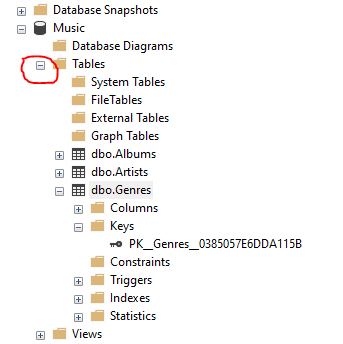 Database Snapshots
Music
Database Diagrams
Tables
System Tables
FileTables
External Tables
Graph Tables
dbo.Albums
dbo.Artists
dbo.Genres
Columns
Keys
PK__Genres__0385057E6DDA115B
Constraints
Triggers
Indexes
Statistics
Views